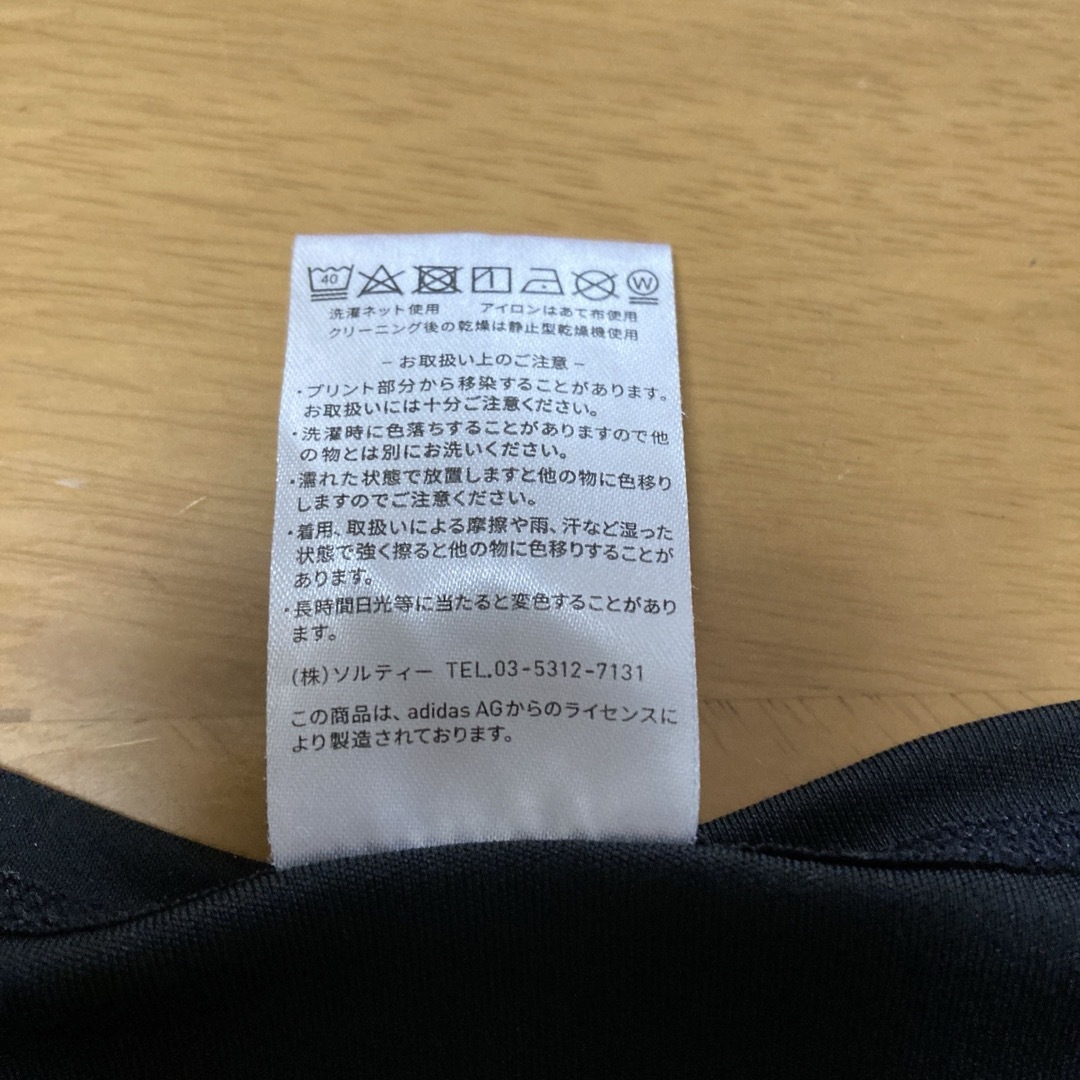 40 W
洗濯ネット使用 アイロンはあて布使用
クリーニング後の乾燥は静止型乾燥機使用
– お取扱い上のご注意 –
・プリント部分から移染することがあります。
お取扱いには十分ご注意ください。
・洗濯時に色落ちすることがありますので他
の物とは別にお洗いください。
・濡れた状態で放置しますと他の物に色移り
しますのでご注意ください。
・着用、取扱いによる摩擦や雨、汗など湿った
状態で強く擦ると他の物に色移りすることが
あります。
・長時間日光等に当たると変色することがあり
ます。
(株)ソルティー TEL.03-5312-7131
この商品は、adidas AGからのライセンスに
より製造されております。